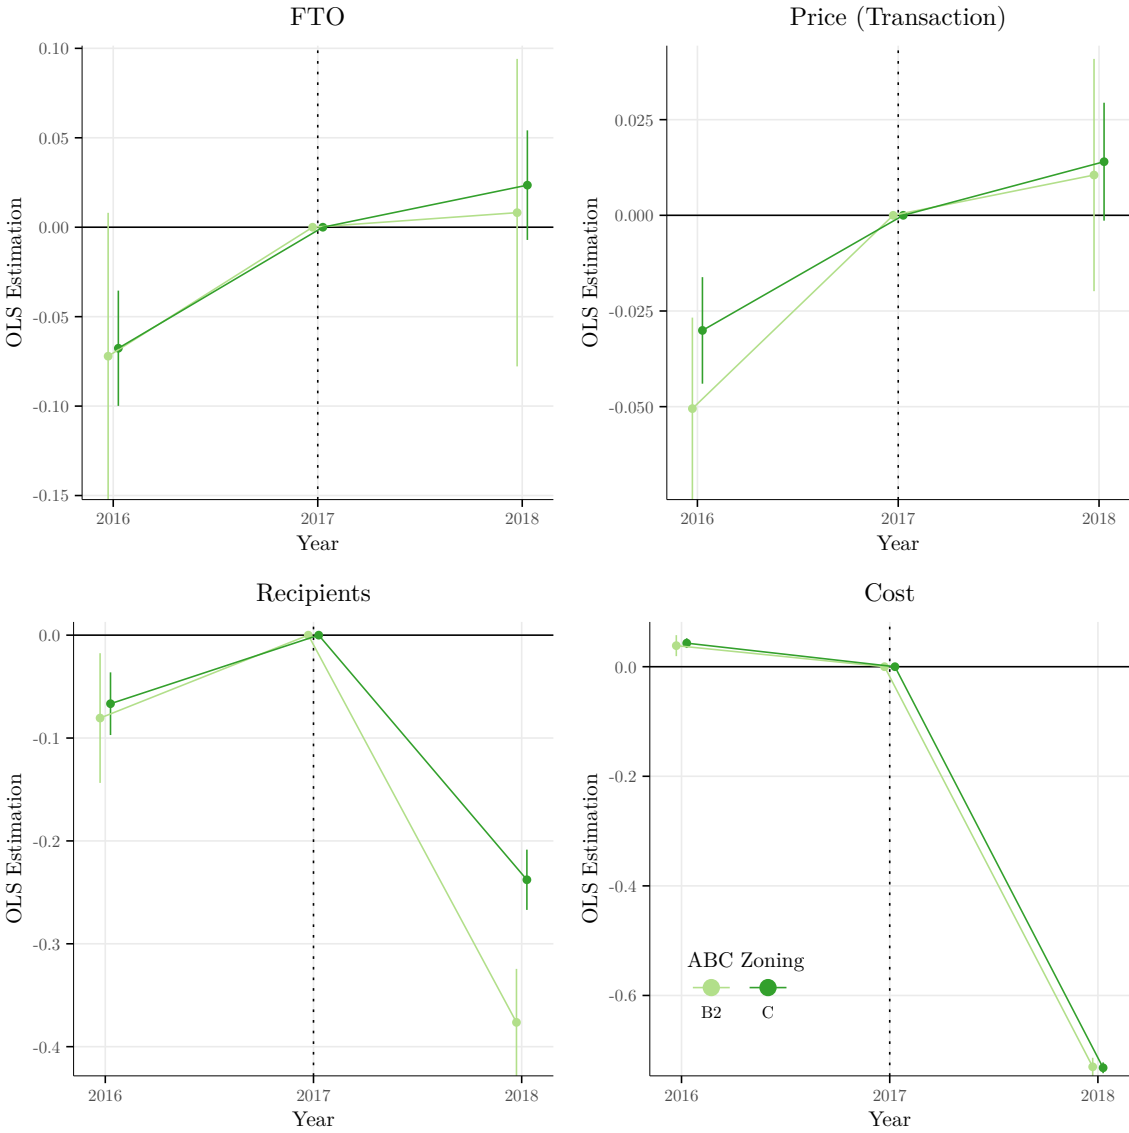 FTO
OLS Estimation
0.10
0.05
0.00
-0.05
-0.10
-0.15
2016 2017 2018
Year
Price (Transaction)
OLS Estimation
0.025
0.000
-0.025
-0.050
2016 2017 2018
Year
Recipients
OLS Estimation
0.0
-0.1
-0.2
-0.3
-0.4
2016 2017 2018
Year
Cost
OLS Estimation
0.0
-0.2
-0.4
-0.6
ABC Zoning
B2 C
2016 2017 2018
Year